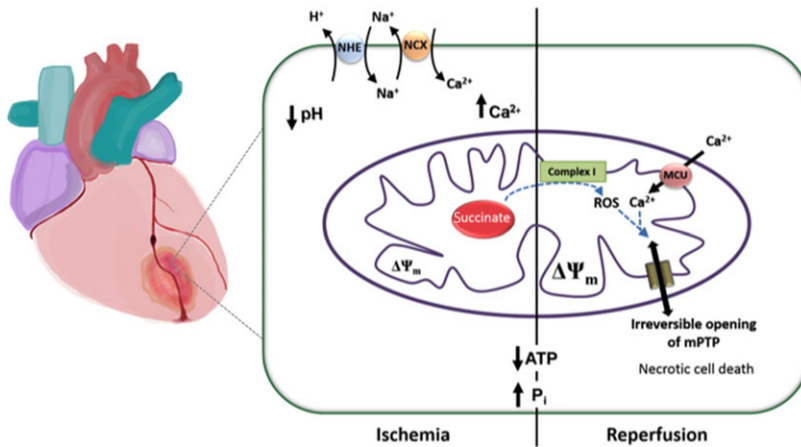 H⁺
Na⁺
NHE
NCX
Na⁺
Ca²⁺
↓ pH
↑ Ca²⁺
Ca²⁺
Complex I
MCU
ROS
Ca²⁺
Succinate
ΔΨₘ
ΔΨₘ
Irreversible opening
of mPTP
Necrotic cell death
↓ ATP
↑ Pᵢ
Ischemia
Reperfusion